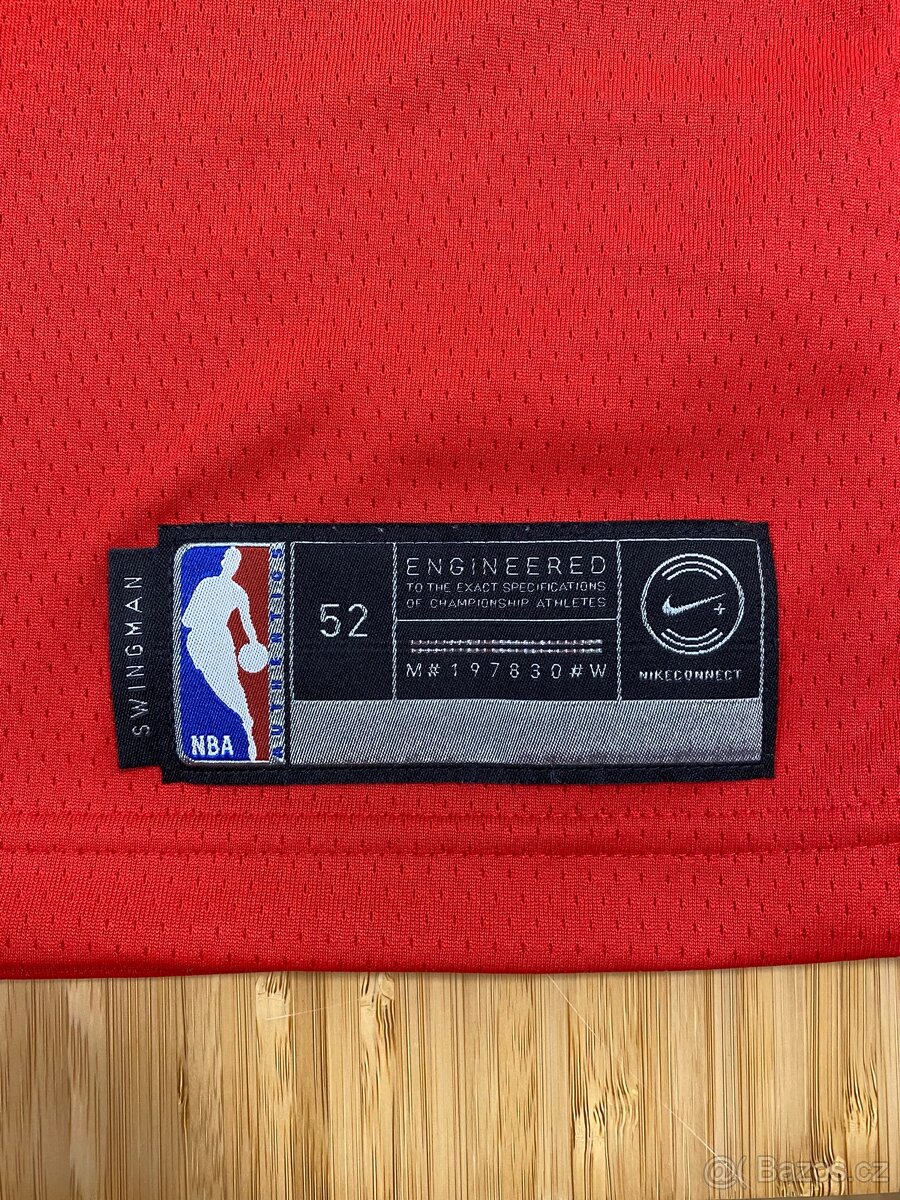 SWINGMAN
NBA
AUTHENTICS
52
ENGINEERED
TO THE EXACT SPECIFICATIONS
OF CHAMPIONSHIP ATHLETES
M#197830#W
NIKECONNECT
Bazos.cz